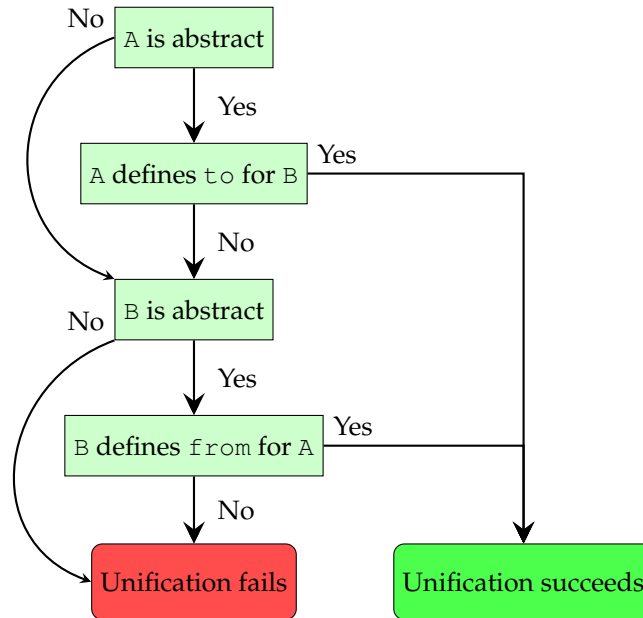 No
A is abstract
Yes
A defines to for B
Yes
No
B is abstract
No
Yes
B defines from for A
Yes
No
Unification fails
Unification succeeds